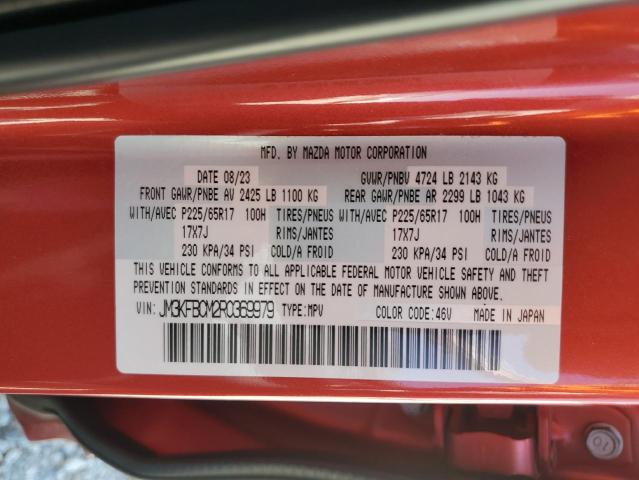 MFD. BY MAZDA MOTOR CORPORATION
DATE 08/23 GVWR/PNBV 4724 LB 2143 KG
FRONT GAWR/PNBE AV 2425 LB 1100 KG REAR GAWR/PNBE AR 2299 LB 1043 KG
WITH/AVEC P225/65R17 100H TIRES/PNEUS WITH/AVEC P225/65R17 100H TIRES/PNEUS
17X7J RIMS/JANTES 17X7J RIMS/JANTES
230 KPA/34 PSI COLD/A FROID 230 KPA/34 PSI COLD/A FROID
THIS VEHICLE CONFORMS TO ALL APPLICABLE FEDERAL MOTOR VEHICLE SAFETY AND THEFT
PREVENTION STANDARDS IN EFFECT ON THE DATE OF MANUFACTURE SHOWN ABOVE.
VIN: JM3KFBCM2R0369979 TYPE: MPV COLOR CODE: 46V MADE IN JAPAN